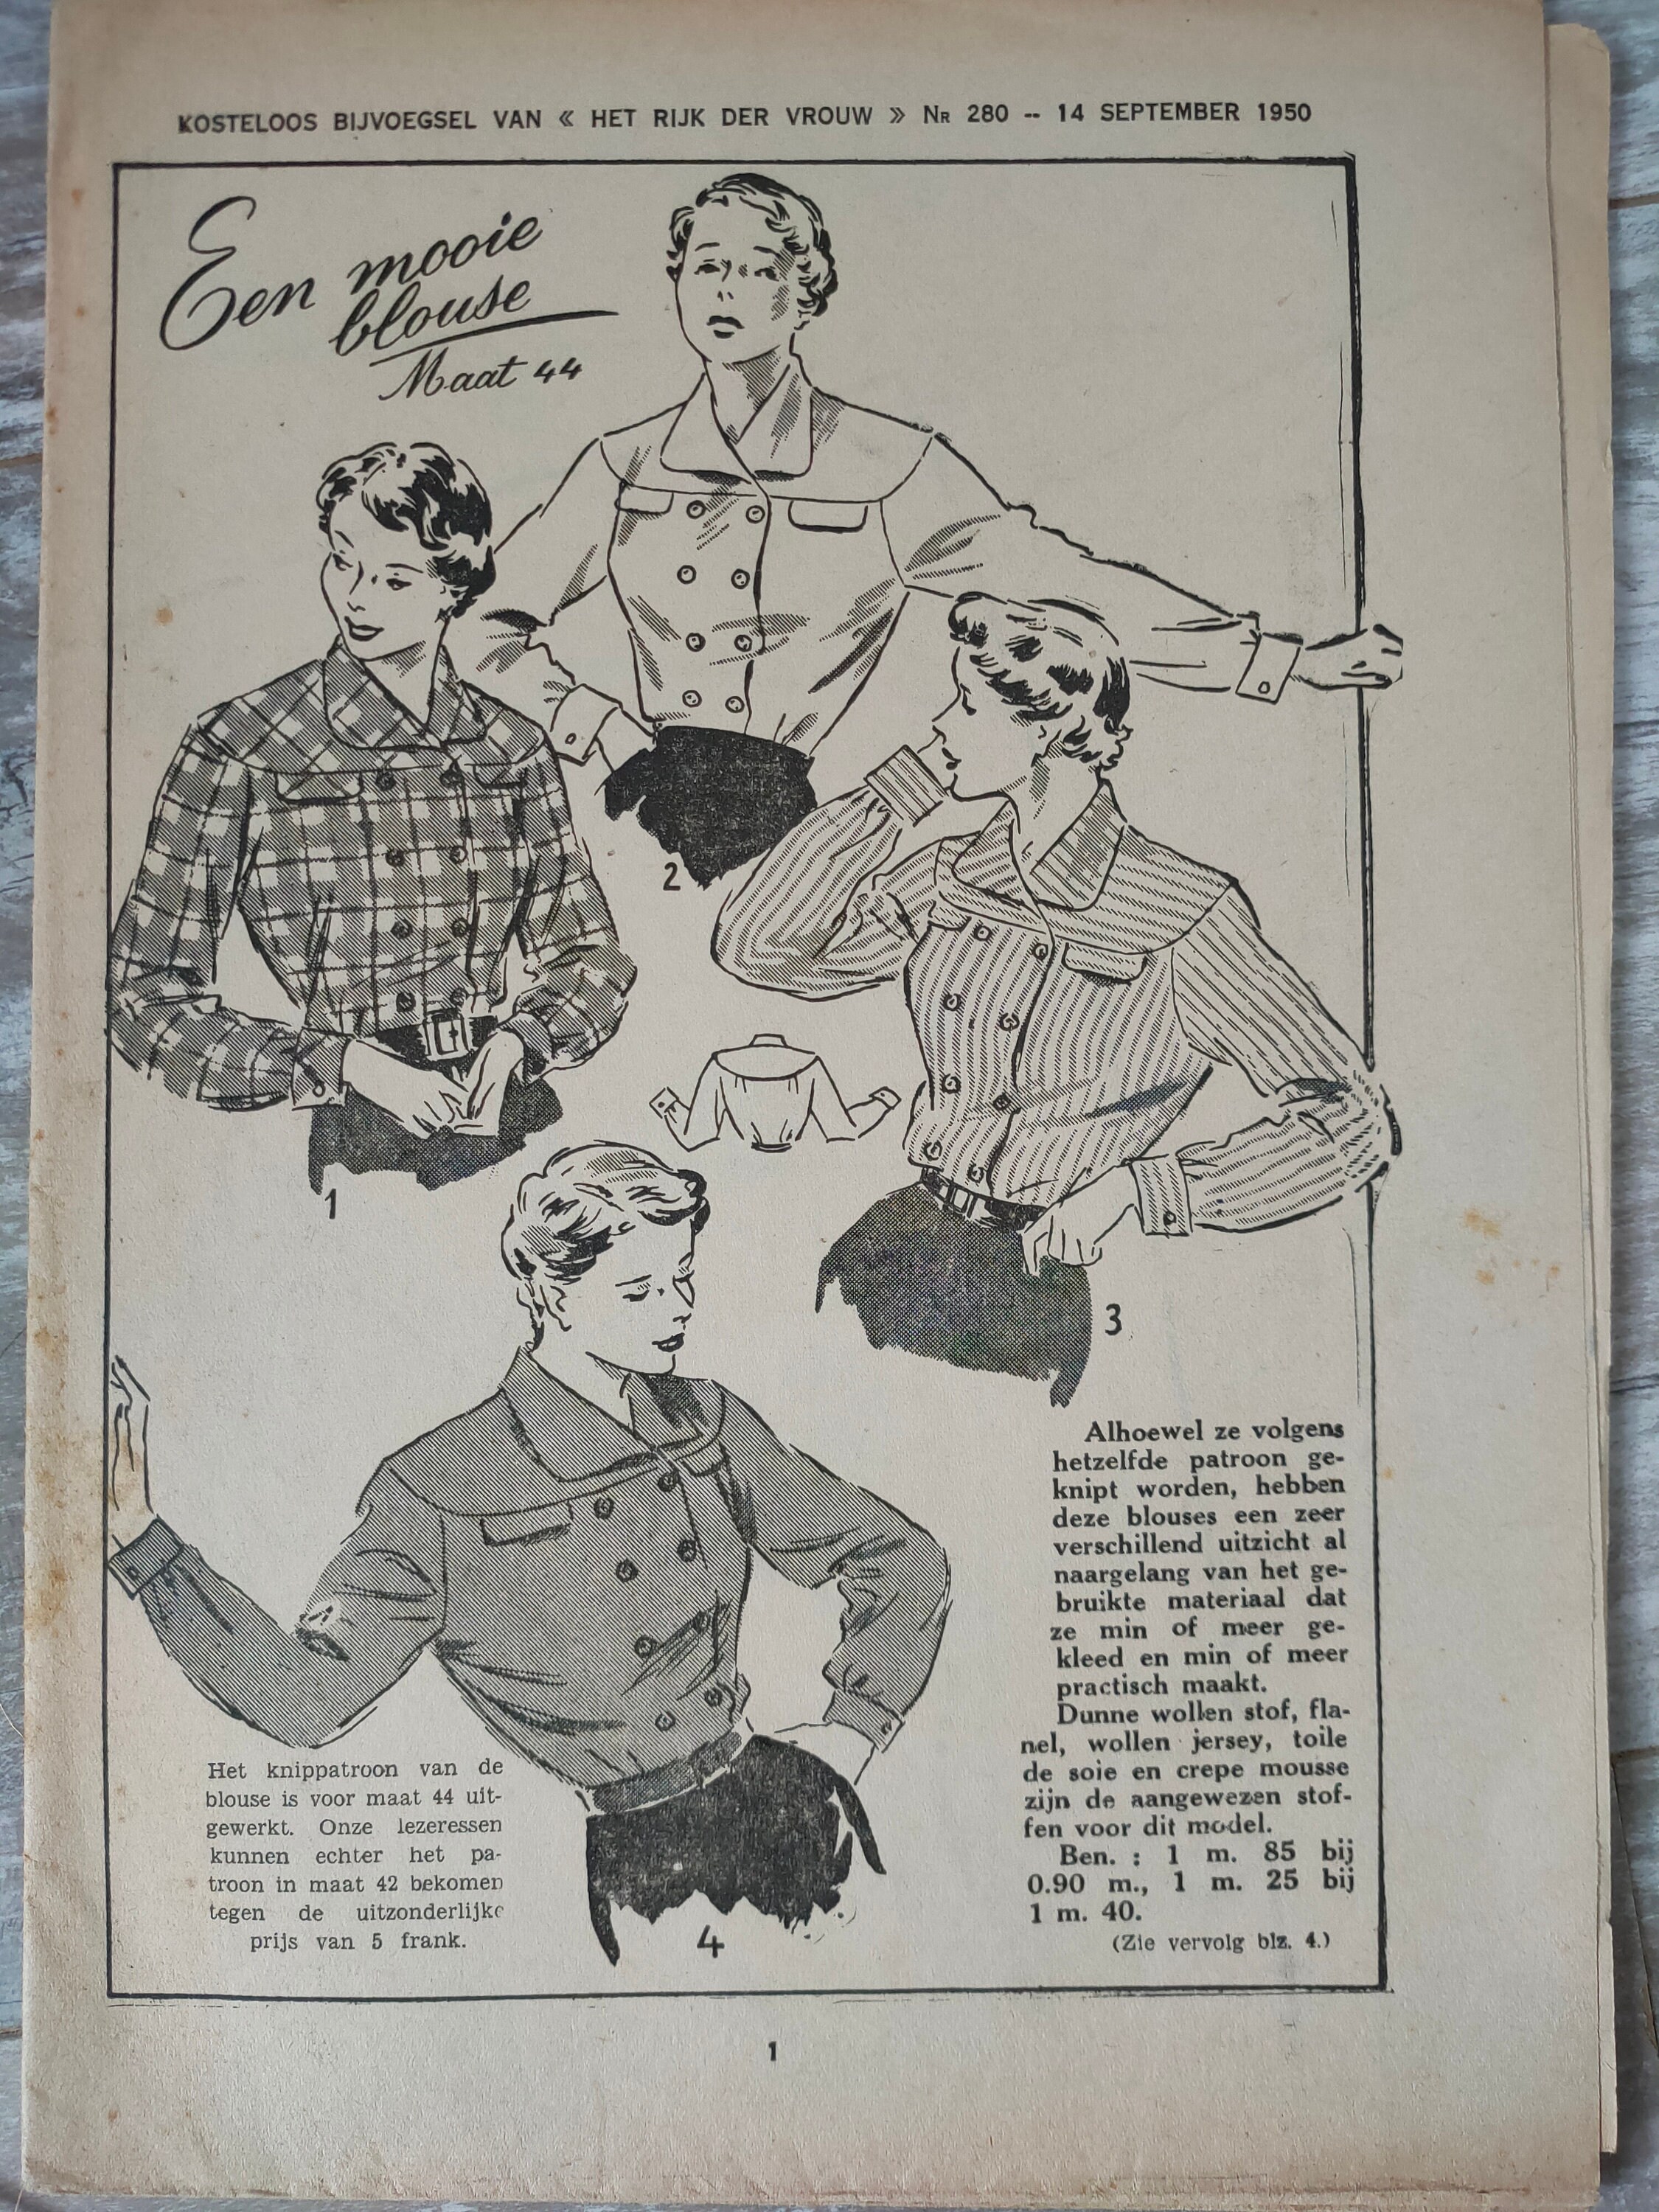 KOSTELOOS BIJVOEGSEL VAN « HET RIJK DER VROUW » Nr 280 -- 14 SEPTEMBER 1950
Een mooie
blouse
Maat 44
2
1
3
Alhoewel ze volgens
hetzelfde patroon ge-
knipt worden, hebben
deze blouses een zeer
verschillend uitzicht al
naargelang van het ge-
bruikte materiaal dat
ze min of meer ge-
kleed en min of meer
practisch maakt.
Dunne wollen stof, fla-
nel, wollen jersey, toile
de soie en crepe mousse
zijn de aangewezen stof-
fen voor dit model.
Ben. : 1 m. 85 bij
0.90 m., 1 m. 25 bij
1 m. 40.
(Zie vervolg blz. 4.)
Het knippatroon van de
blouse is voor maat 44 uit-
gewerkt. Onze lezeressen
kunnen echter het pa-
troon in maat 42 bekomen
tegen de uitzonderlijke
prijs van 5 frank.
4
1